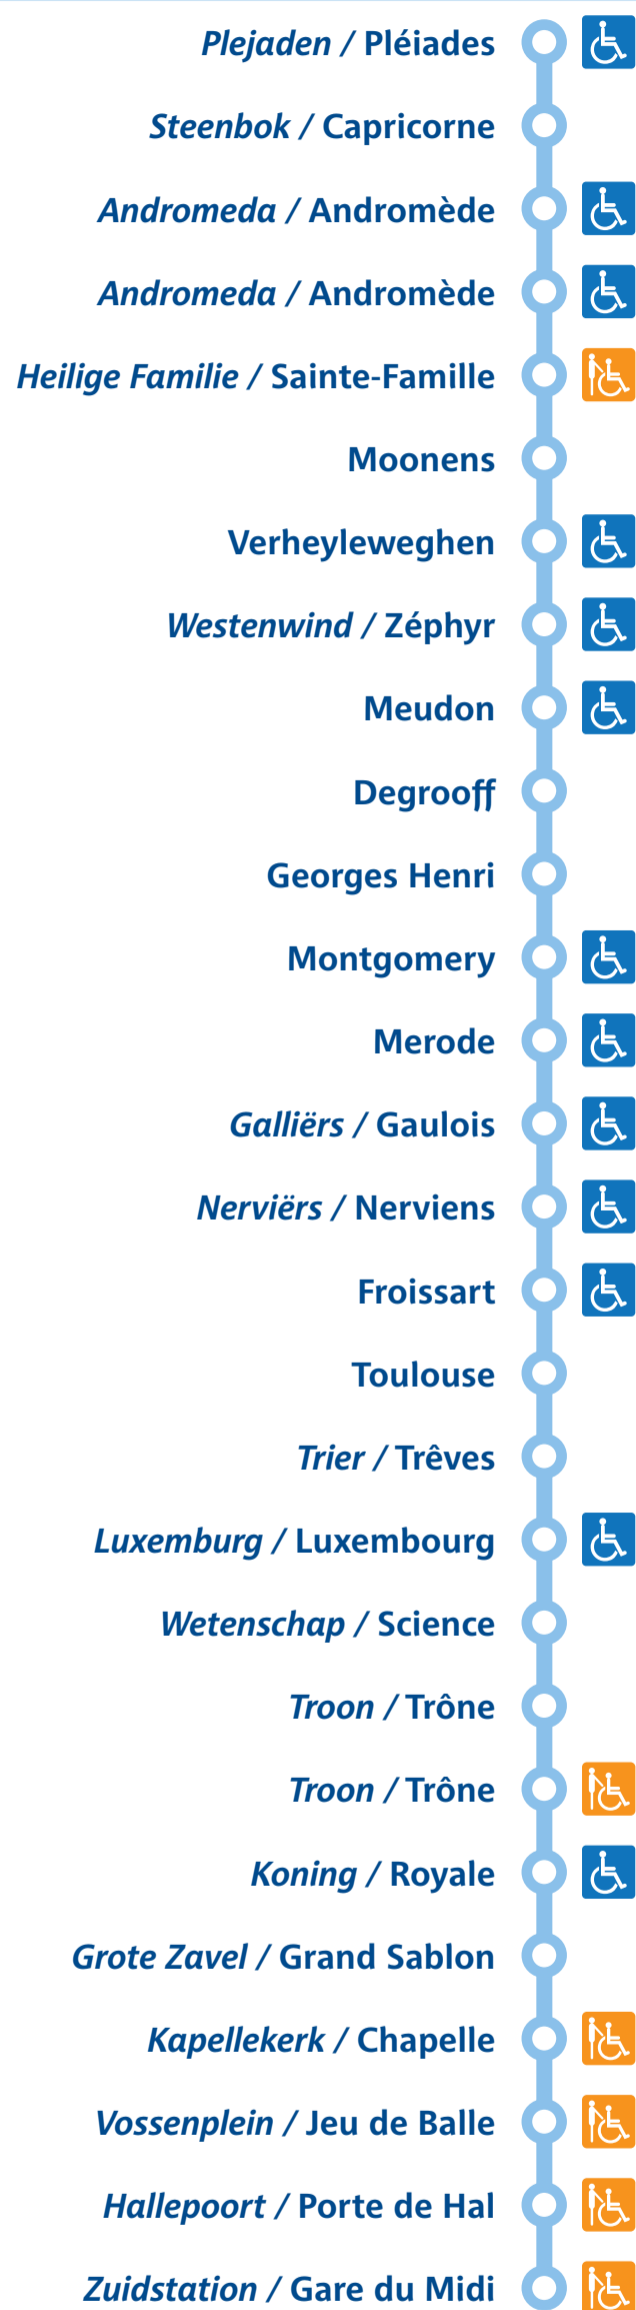 Plejaden / Pléiades
Steenbok / Capricorne
Andromeda / Andromède
Andromeda / Andromède
Heilige Familie / Sainte-Famille
Moonens
Verheyleweghen
Westenwind / Zéphyr
Meudon
Degrooff
Georges Henri
Montgomery
Merode
Galliërs / Gaulois
Nerviërs / Nerviens
Froissart
Toulouse
Trier / Trêves
Luxemburg / Luxembourg
Wetenschap / Science
Troon / Trône
Troon / Trône
Koning / Royale
Grote Zavel / Grand Sablon
Kapellekerk / Chapelle
Vossenplein / Jeu de Balle
Hallepoort / Porte de Hal
Zuidstation / Gare du Midi